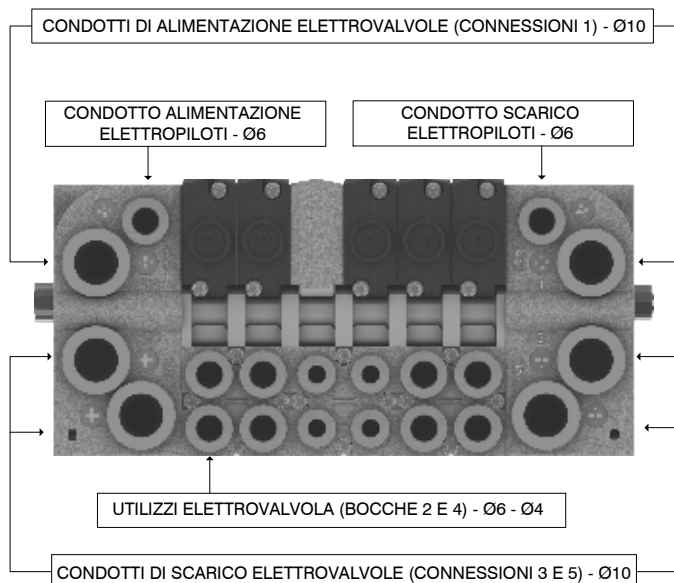 CONDOTTI DI ALIMENTAZIONE ELETTROVALVOLE (CONNESSIONI 1) - Ø10
CONDOTTO ALIMENTAZIONE
ELETTROPILOTI - Ø6
CONDOTTO SCARICO
ELETTROPILOTI - Ø6
UTILIZZI ELETTROVALVOLA (BOCCHE 2 E 4) - Ø6 - Ø4
CONDOTTI DI SCARICO ELETTROVALVOLE (CONNESSIONI 3 E 5) - Ø10